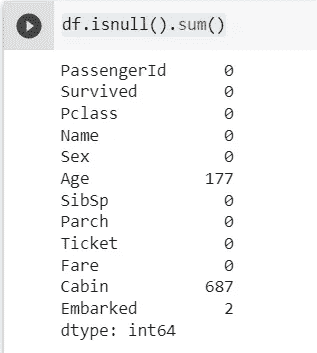 df.isnull().sum()
PassengerId 0
Survived 0
Pclass 0
Name 0
Sex 0
Age 177
SibSp 0
Parch 0
Ticket 0
Fare 0
Cabin 687
Embarked 2
dtype: int64